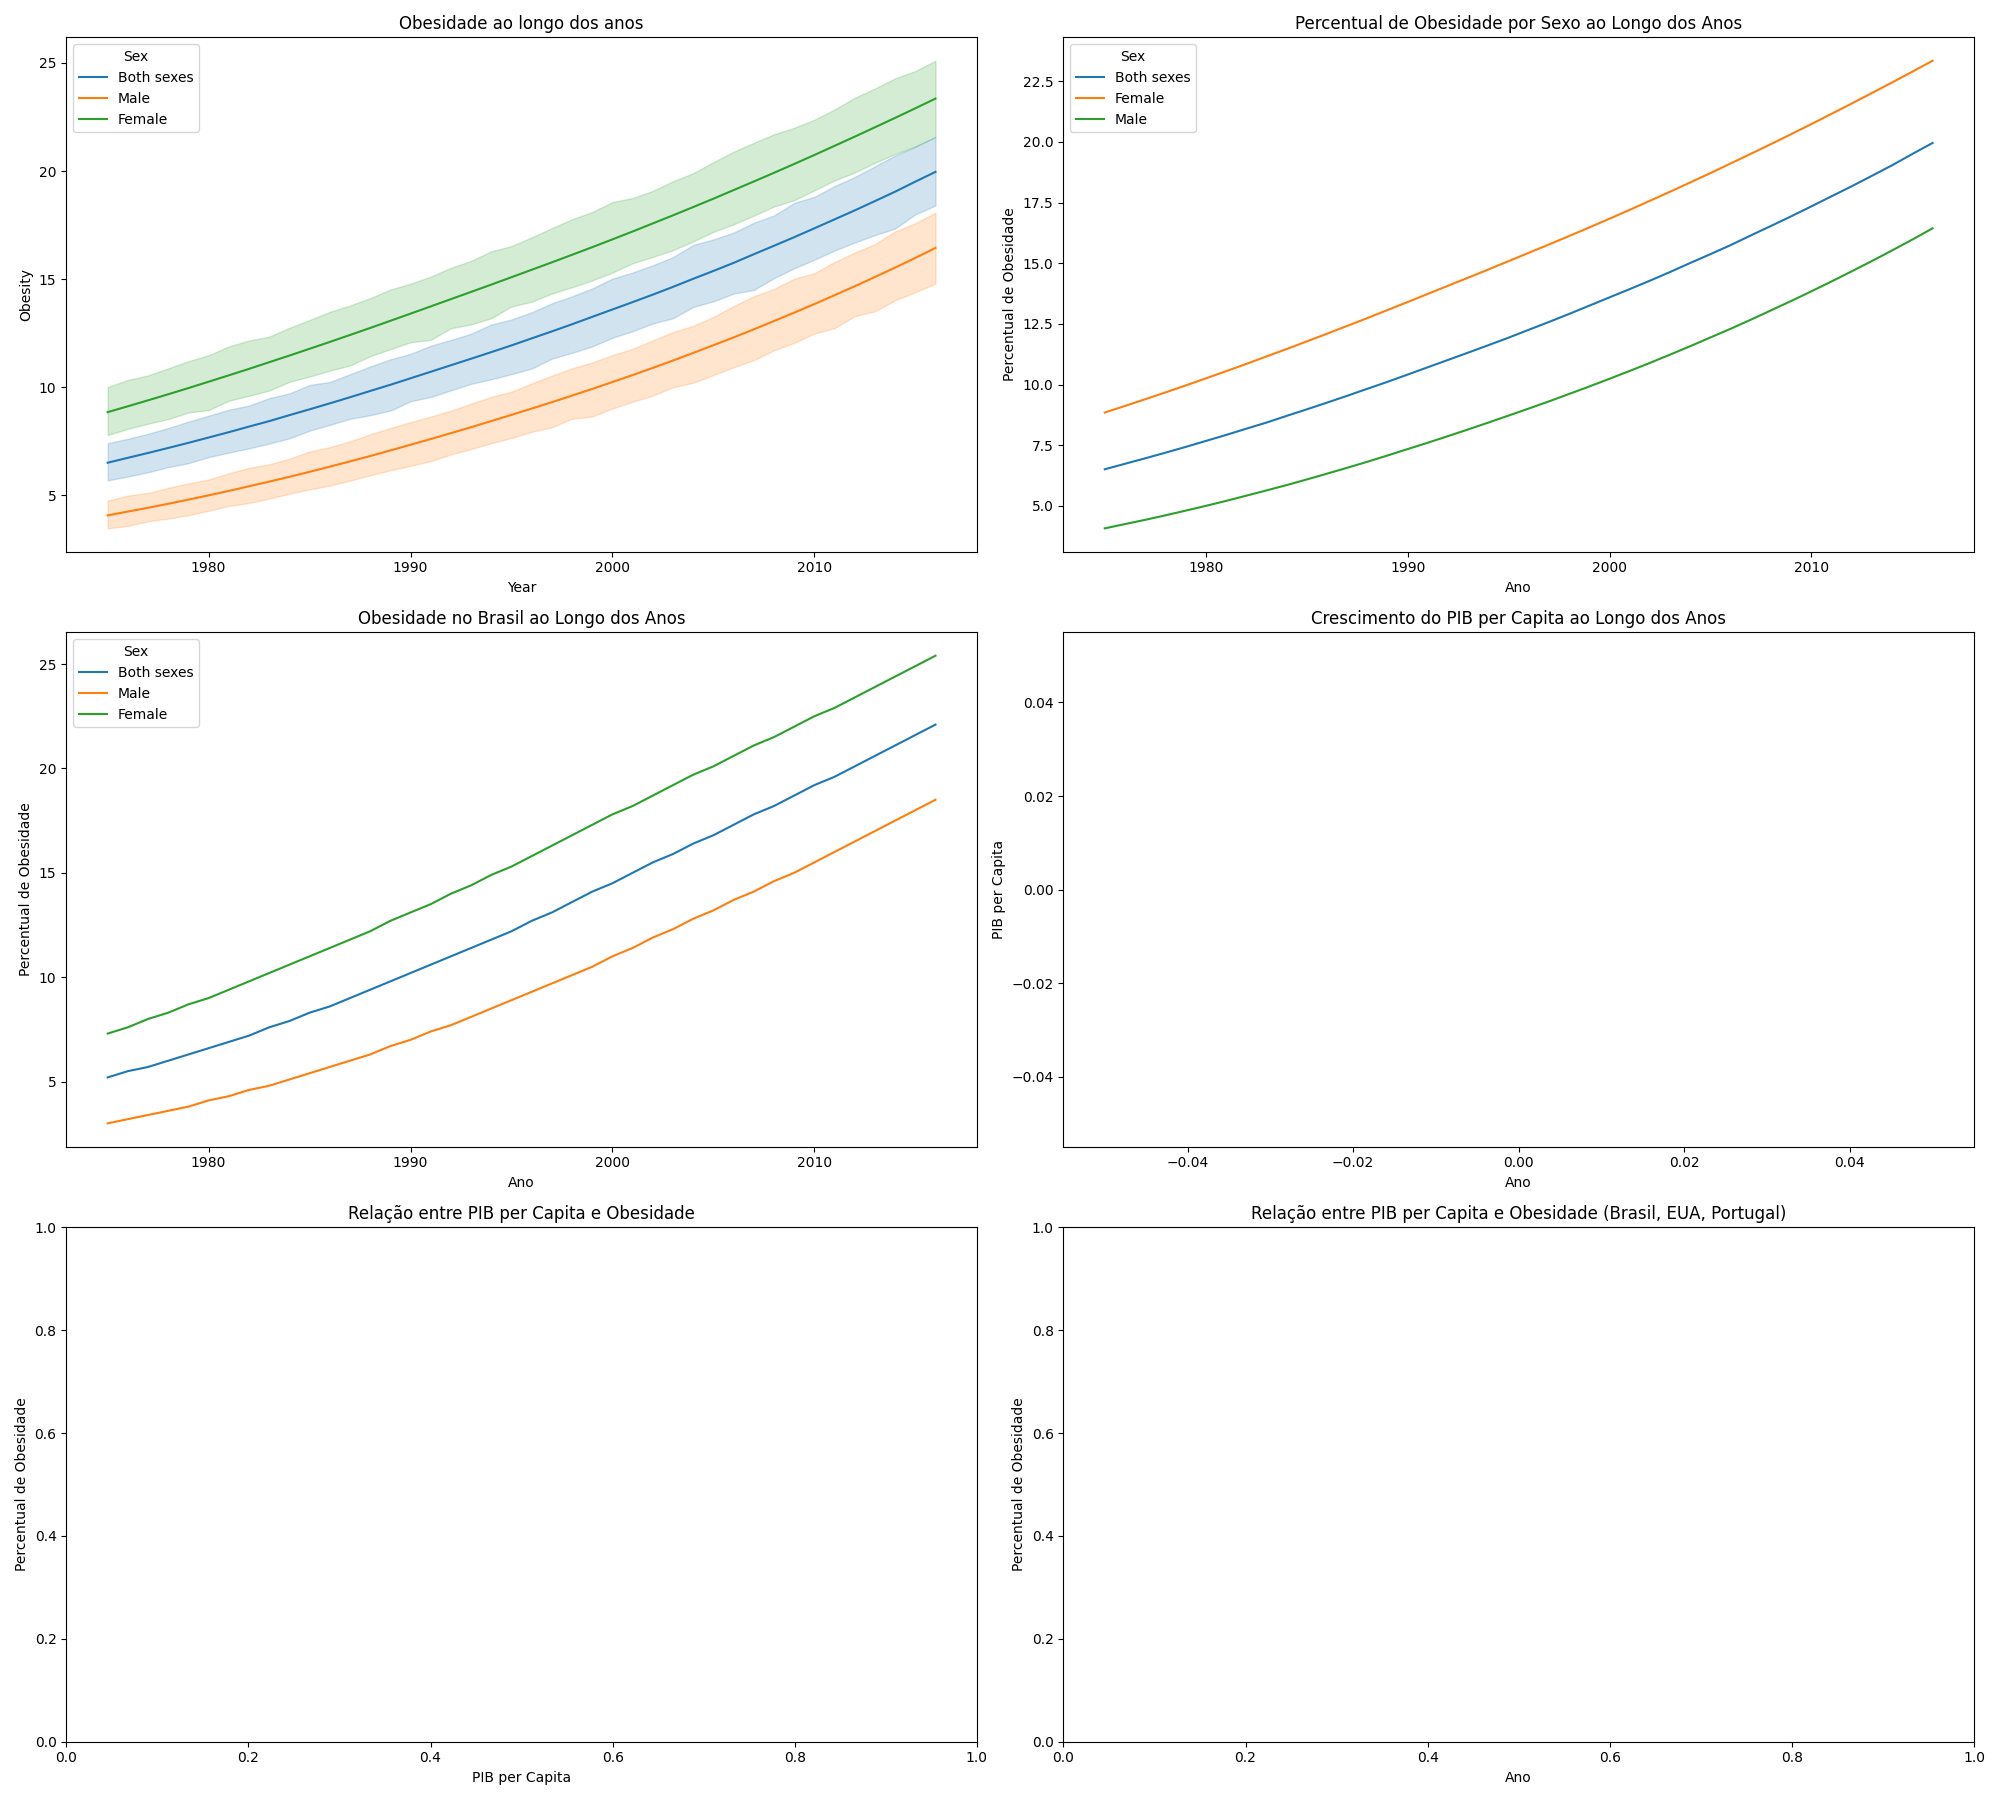 Obesidade ao longo dos anos
Sex
Both sexes
Male
Female
25
20
15
10
5
Obesity
1980 1990 2000 2010
Year
Percentual de Obesidade por Sexo ao Longo dos Anos
Sex
Both sexes
Female
Male
22.5
20.0
17.5
15.0
12.5
10.0
7.5
5.0
Percentual de Obesidade
1980 1990 2000 2010
Ano
Obesidade no Brasil ao Longo dos Anos
Sex
Both sexes
Male
Female
25
20
15
10
5
Percentual de Obesidade
1980 1990 2000 2010
Ano
Crescimento do PIB per Capita ao Longo dos Anos
0.04
0.02
0.00
−0.02
−0.04
PIB per Capita
−0.04 −0.02 0.00 0.02 0.04
Ano
Relação entre PIB per Capita e Obesidade
1.0
0.8
0.6
0.4
0.2
0.0
Percentual de Obesidade
0.0 0.2 0.4 0.6 0.8 1.0
PIB per Capita
Relação entre PIB per Capita e Obesidade (Brasil, EUA, Portugal)
1.0
0.8
0.6
0.4
0.2
0.0
Percentual de Obesidade
0.0 0.2 0.4 0.6 0.8 1.0
Ano